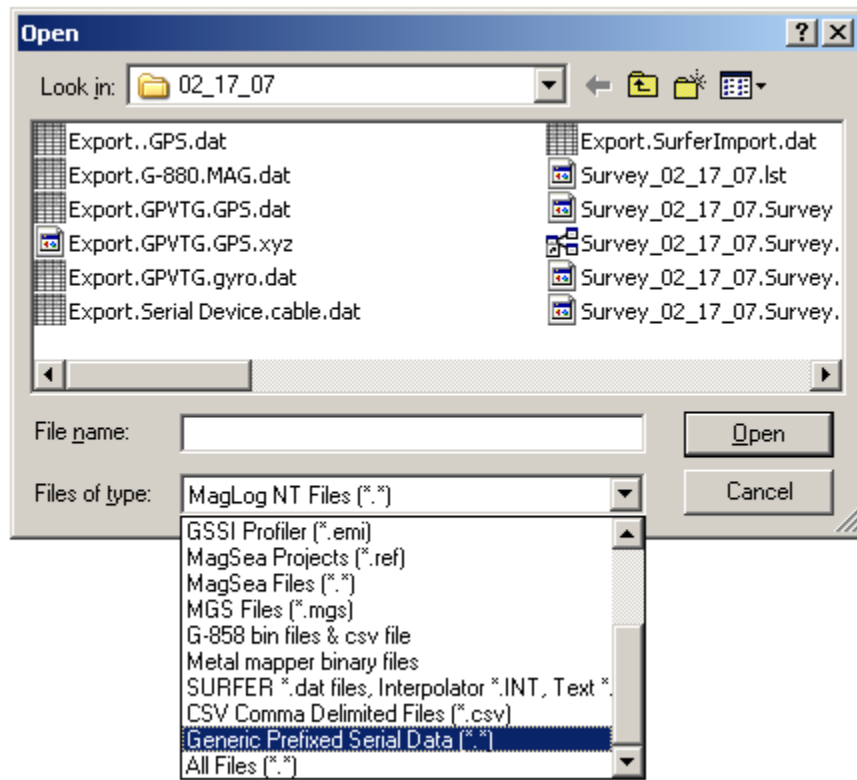 Open
Look in: 02_17_07
Export..GPS.dat
Export.G-880.MAG.dat
Export.GPVTG.GPS.dat
Export.GPVTG.GPS.xyz
Export.GPVTG.gyro.dat
Export.Serial Device.cable.dat
Export.SurferImport.dat
Survey_02_17_07.lst
Survey_02_17_07.Survey
Survey_02_17_07.Survey.
Survey_02_17_07.Survey.
Survey_02_17_07.Survey.
File name:
Open
Files of type: MagLog NT Files (*.*)
Cancel
GSSI Profiler (*.emi)
MagSea Projects (*.ref)
MagSea Files (*.*)
MGS Files (*.mgs)
G-858 bin files & csv file
Metal mapper binary files
SURFER *.dat files, Interpolator *.INT, Text *.
CSV Comma Delimited Files (*.csv)
Generic Prefixed Serial Data (*.*)
All Files (*.*)